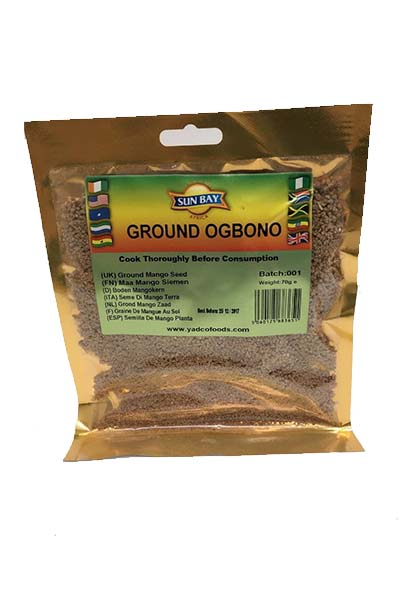 SUN BAY
AFRICA
GROUND OGBONO
Cook Thoroughly Before Consumption
(UK) Ground Mango Seed
(FN) Maa Mango Siemen
(D) Boden Mangokern
(ITA) Seme Di Mango Terra
(NL) Grond Mango Zaad
(F) Graine De Mangue Au Sol
(ESP) Semilla De Mango Planta
Batch:001
Weight:70g e
Best Before 25/ 12 / 2017
www.yadcofoods.com